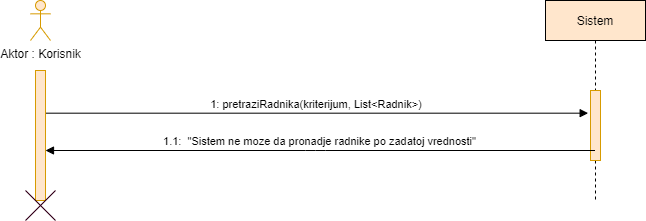 Sistem
Aktor : Korisnik
1: pretraziRadnika(kriterijum, List<Radnik>)
1.1:  "Sistem ne moze da pronadje radnike po zadatoj vrednosti"